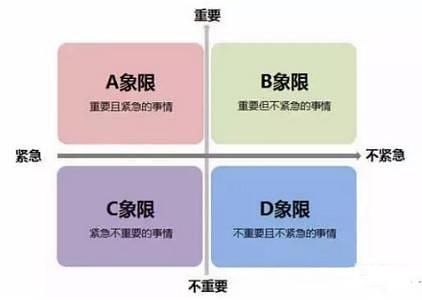 重要
A象限
重要且紧急的事情
B象限
重要但不紧急的事情
紧急
不紧急
C象限
紧急不重要的事情
D象限
不重要且不紧急的事情
不重要